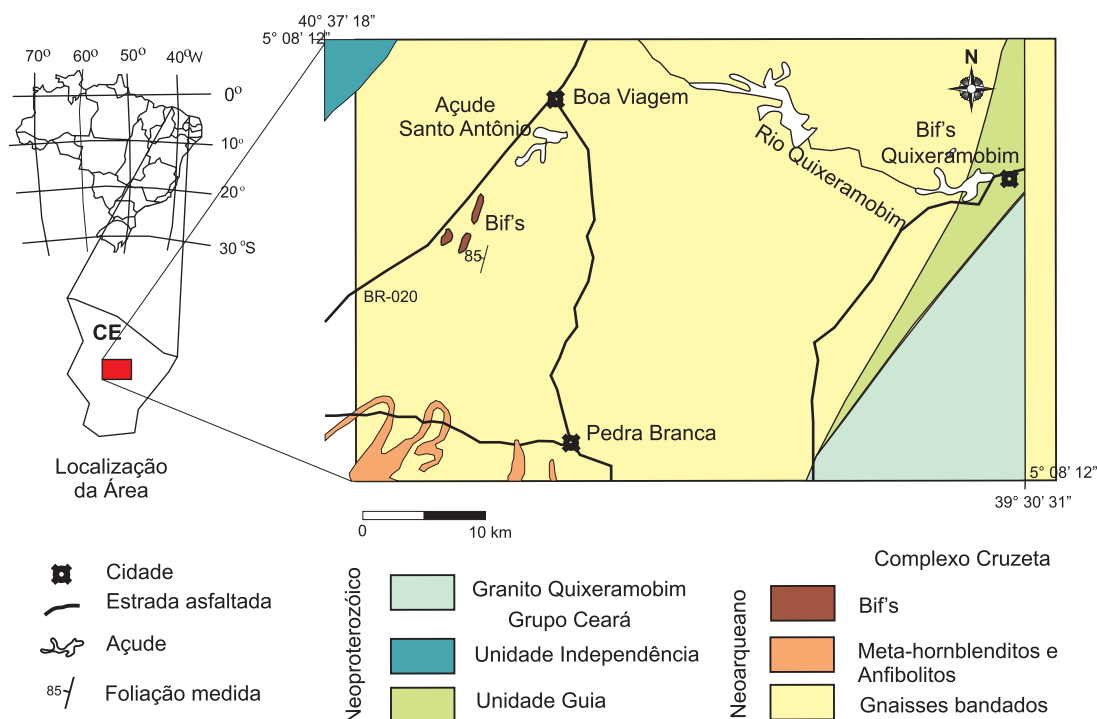 40° 37' 18"
5° 08' 12"
70° 60° 50° 40°W
0°
10°
20°
30 °S
CE
Localização
da Área
N
Boa Viagem
Açude
Santo Antônio
Rio Quixeramobim
Bif's
Quixeramobim
Bif's
85
BR-020
Pedra Branca
5° 08' 12"
39° 30' 31"
0 10 km
Cidade
Estrada asfaltada
Açude
85 Foliação medida
Neoproterozóico
Granito Quixeramobim
Grupo Ceará
Unidade Independência
Unidade Guia
Neoarqueano
Complexo Cruzeta
Bif's
Meta-hornblenditos e
Anfibolitos
Gnaisses bandados